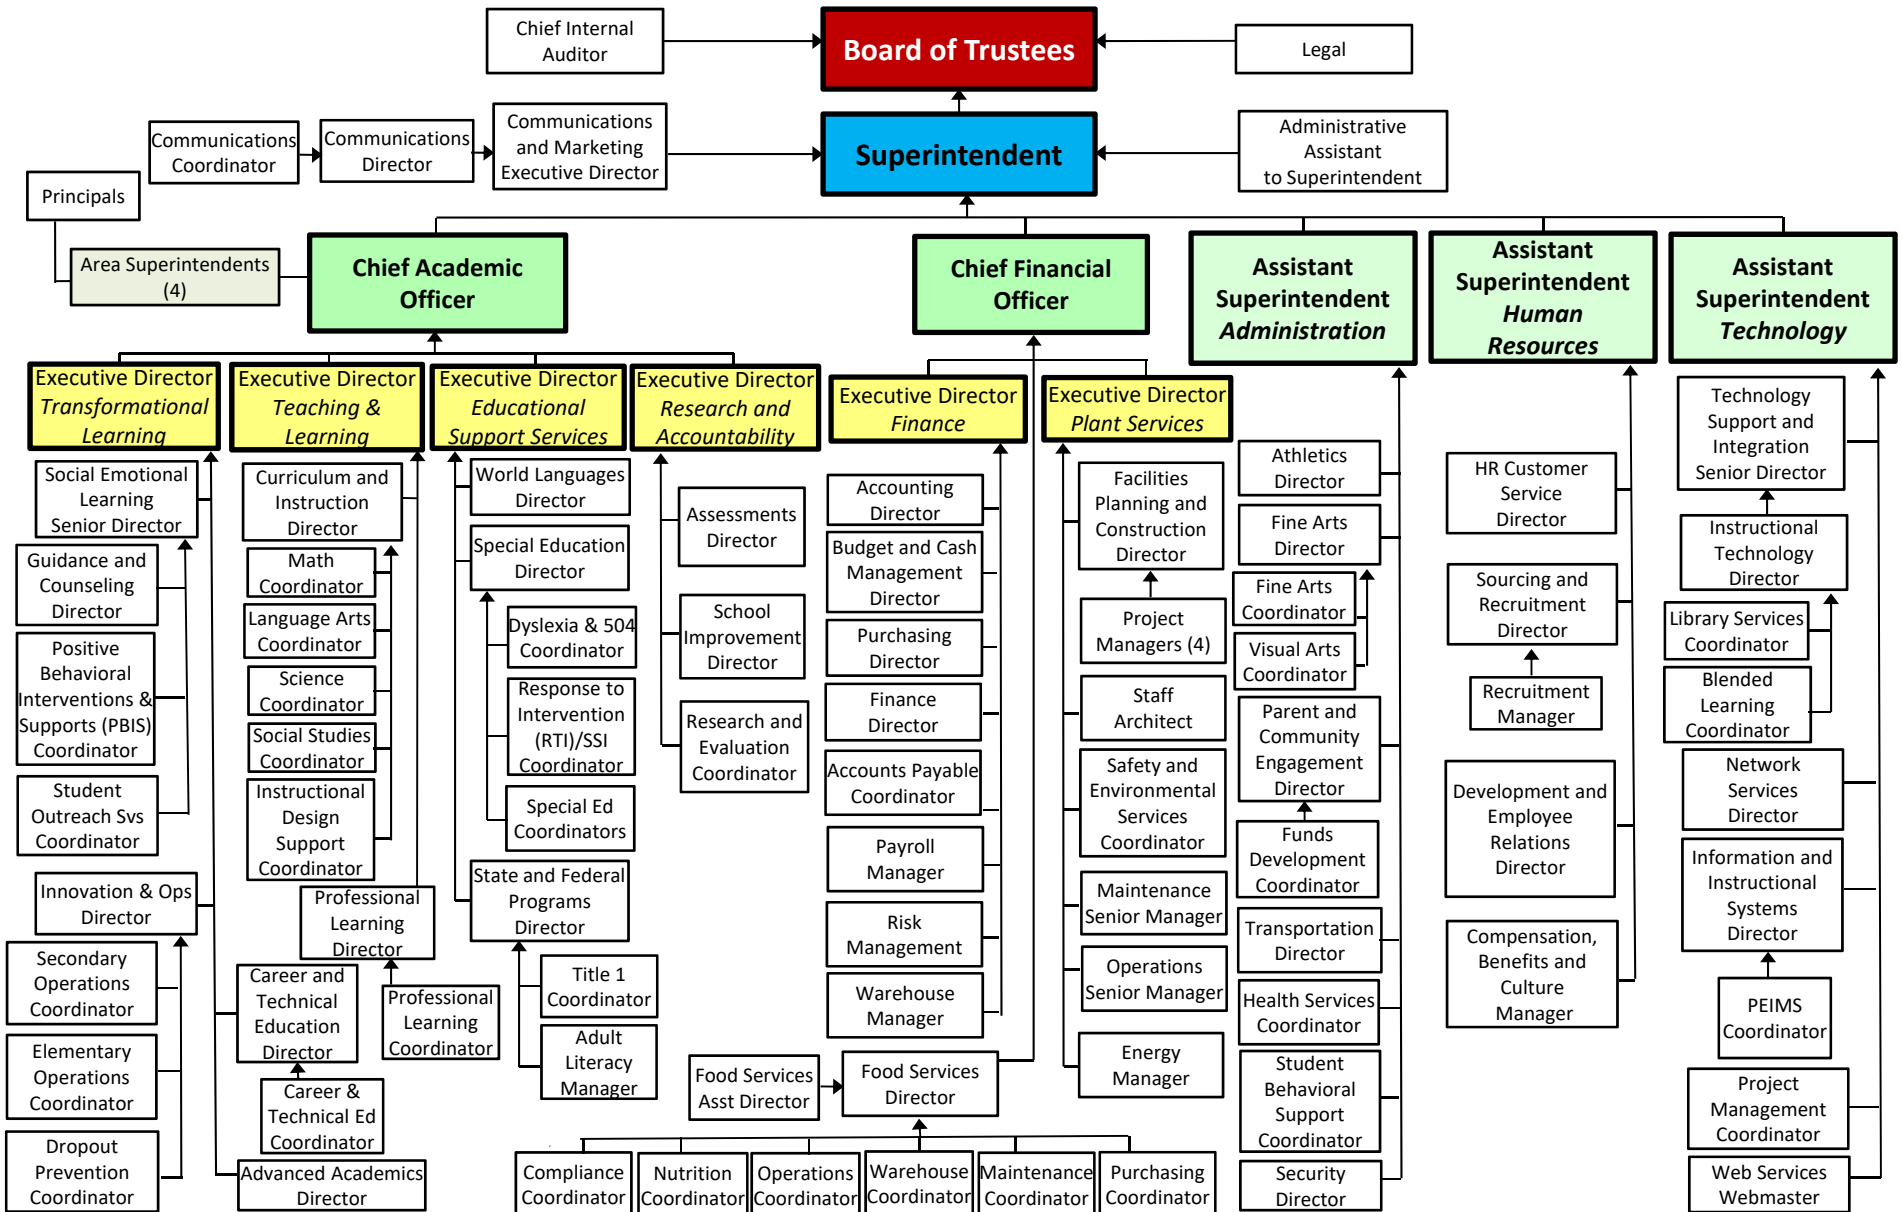 Chief Internal
Auditor
Board of Trustees
Legal
Communications
Coordinator
Communications
Director
Communications
and Marketing
Executive Director
Superintendent
Administrative
Assistant
to Superintendent
Principals
Area Superintendents
(4)
Chief Academic
Officer
Chief Financial
Officer
Assistant
Superintendent
Administration
Assistant
Superintendent
Human
Resources
Assistant
Superintendent
Technology
Executive Director
Transformational
Learning
Executive Director
Teaching &
Learning
Executive Director
Educational
Support Services
Executive Director
Research and
Accountability
Executive Director
Finance
Executive Director
Plant Services
Social Emotional
Learning
Senior Director
Guidance and
Counseling
Director
Positive
Behavioral
Interventions &
Supports (PBIS)
Coordinator
Student
Outreach Svs
Coordinator
Innovation & Ops
Director
Secondary
Operations
Coordinator
Elementary
Operations
Coordinator
Dropout
Prevention
Coordinator
Career and
Technical
Education
Director
Career &
Technical Ed
Coordinator
Advanced Academics
Director
Curriculum and
Instruction
Director
Math
Coordinator
Language Arts
Coordinator
Science
Coordinator
Social Studies
Coordinator
Instructional
Design
Support
Coordinator
Professional
Learning
Director
Professional
Learning
Coordinator
World Languages
Director
Special Education
Director
Dyslexia & 504
Coordinator
Response to
Intervention
(RTI)/SSI
Coordinator
Special Ed
Coordinators
State and Federal
Programs
Director
Title 1
Coordinator
Adult
Literacy
Manager
Assessments
Director
School
Improvement
Director
Research and
Evaluation
Coordinator
Accounting
Director
Budget and Cash
Management
Director
Purchasing
Director
Finance
Director
Accounts Payable
Coordinator
Payroll
Manager
Risk
Management
Warehouse
Manager
Food Services
Asst Director
Food Services
Director
Compliance
Coordinator
Nutrition
Coordinator
Operations
Coordinator
Warehouse
Coordinator
Maintenance
Coordinator
Purchasing
Coordinator
Facilities
Planning and
Construction
Director
Project
Managers (4)
Staff
Architect
Safety and
Environmental
Services
Coordinator
Maintenance
Senior Manager
Operations
Senior Manager
Energy
Manager
Athletics
Director
Fine Arts
Director
Fine Arts
Coordinator
Visual Arts
Coordinator
Parent and
Community
Engagement
Director
Funds
Development
Coordinator
Transportation
Director
Health Services
Coordinator
Student
Behavioral
Support
Coordinator
Security
Director
HR Customer
Service
Director
Sourcing and
Recruitment
Director
Recruitment
Manager
Development and
Employee
Relations
Director
Compensation,
Benefits and
Culture
Manager
Technology
Support and
Integration
Senior Director
Instructional
Technology
Director
Library Services
Coordinator
Blended
Learning
Coordinator
Network
Services
Director
Information and
Instructional
Systems
Director
PEIMS
Coordinator
Project
Management
Coordinator
Web Services
Webmaster